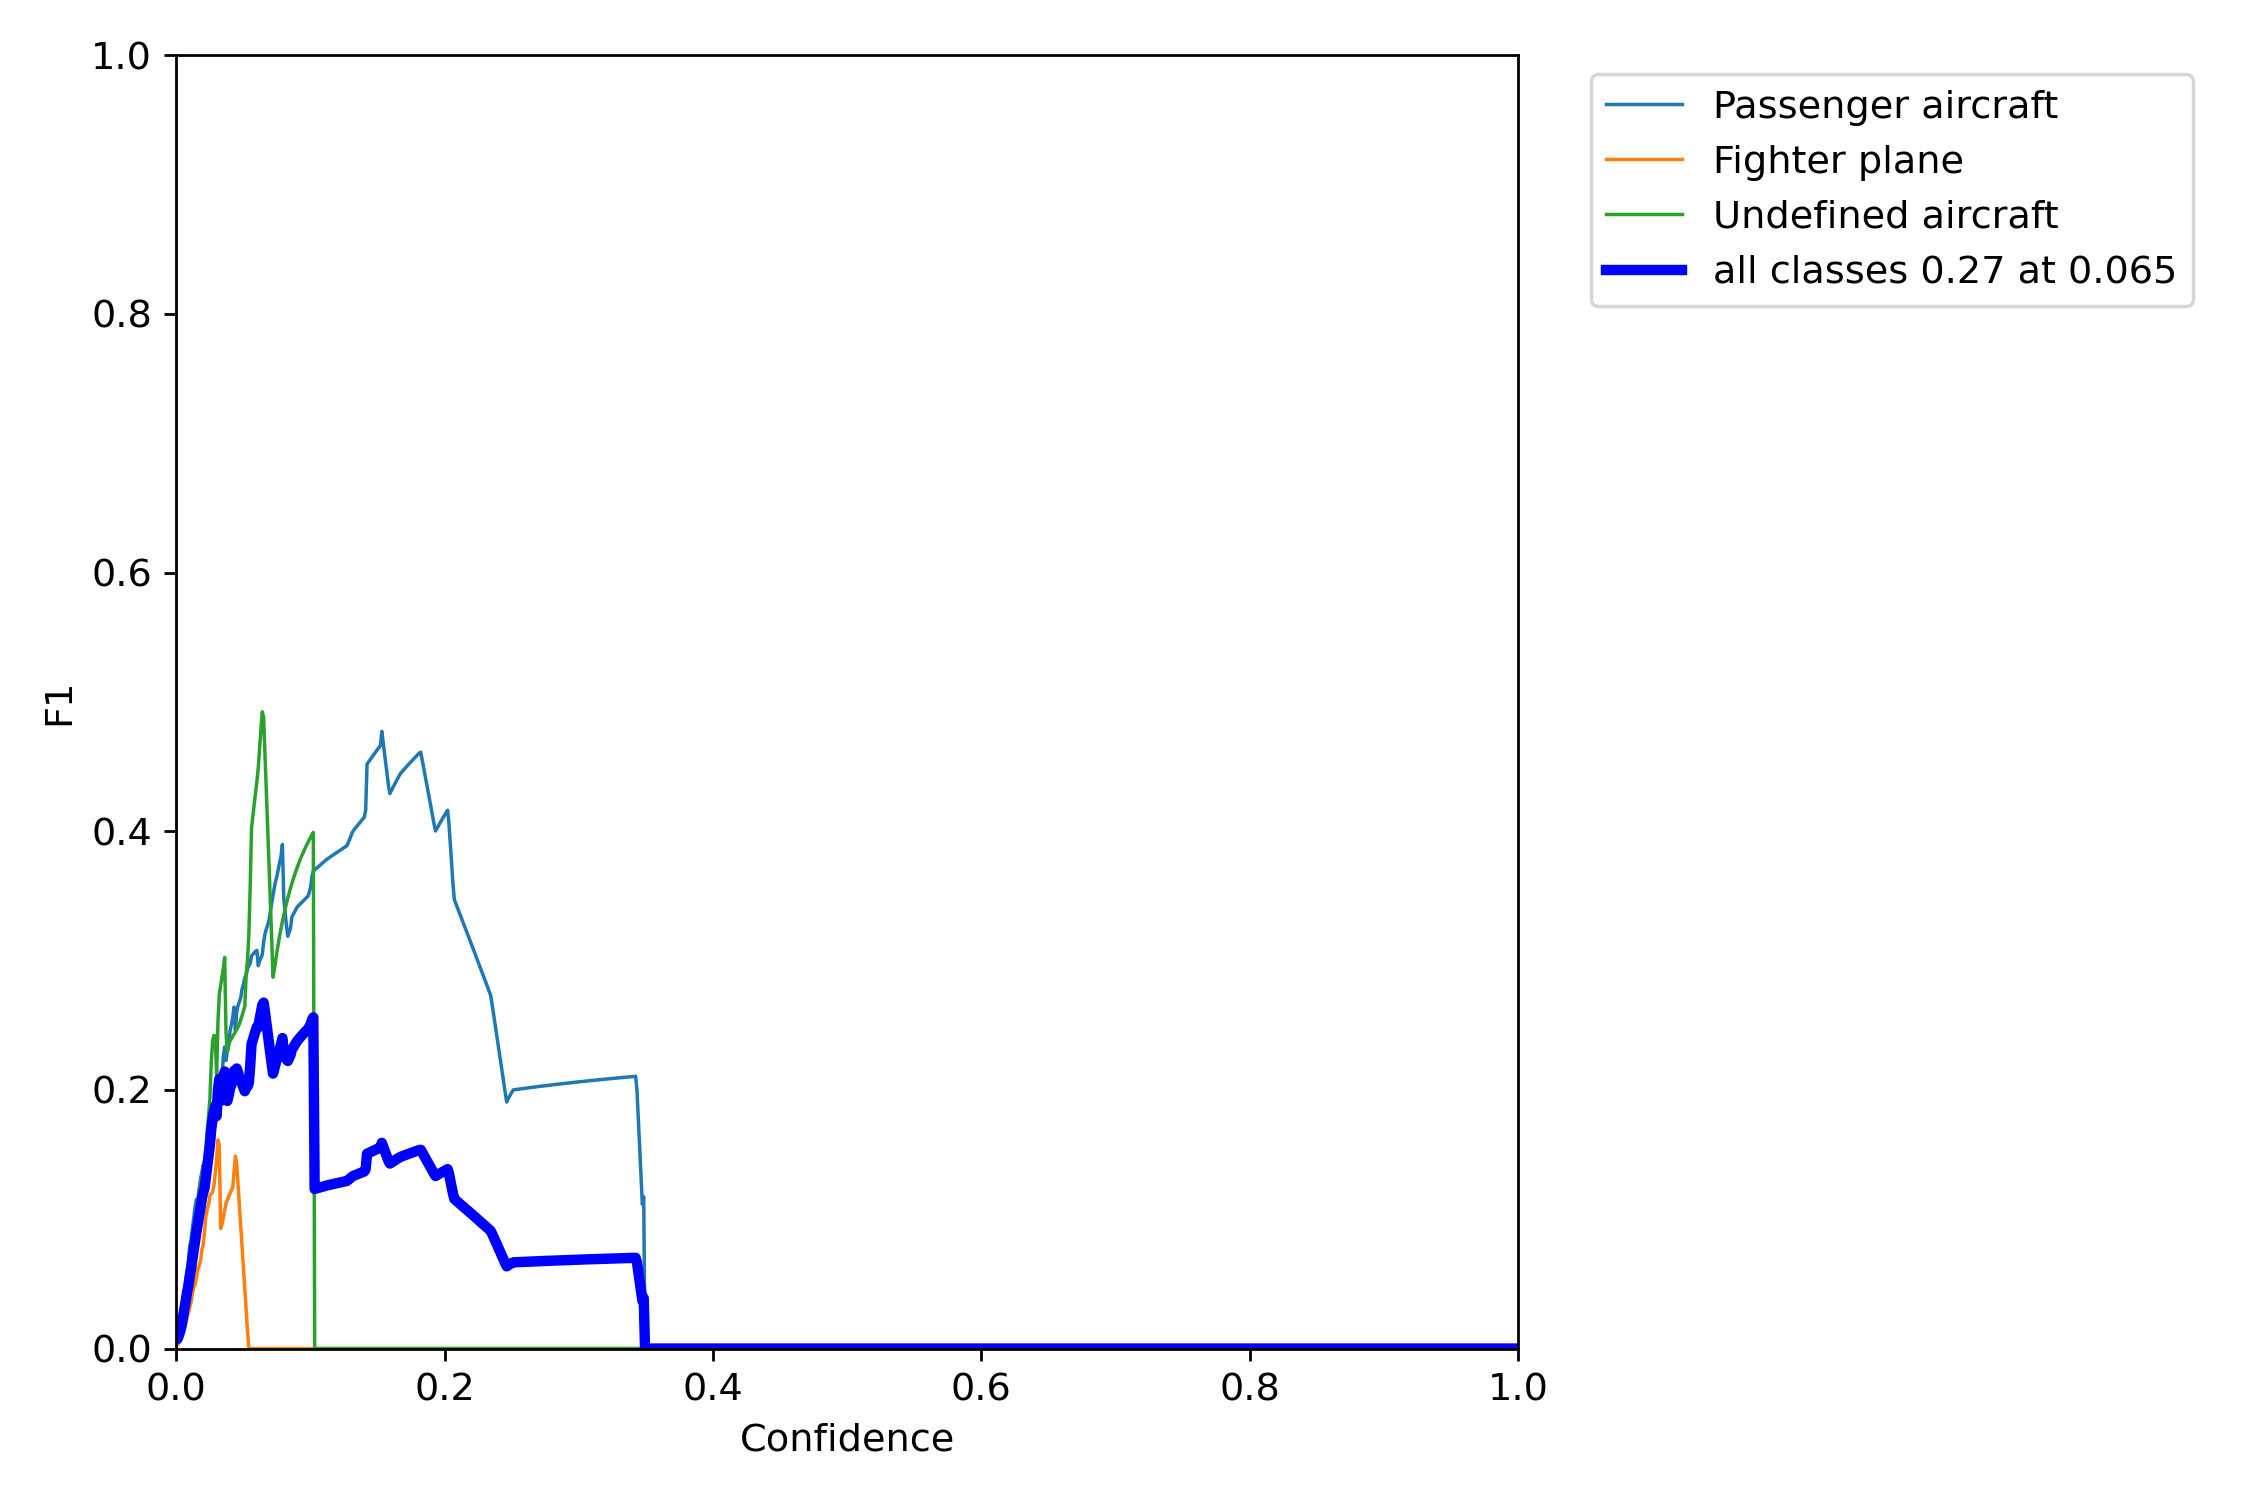 1.0
0.8
0.6
0.4
0.2
0.0
F1
0.0 0.2 0.4 0.6 0.8 1.0
Confidence
Passenger aircraft
Fighter plane
Undefined aircraft
all classes 0.27 at 0.065